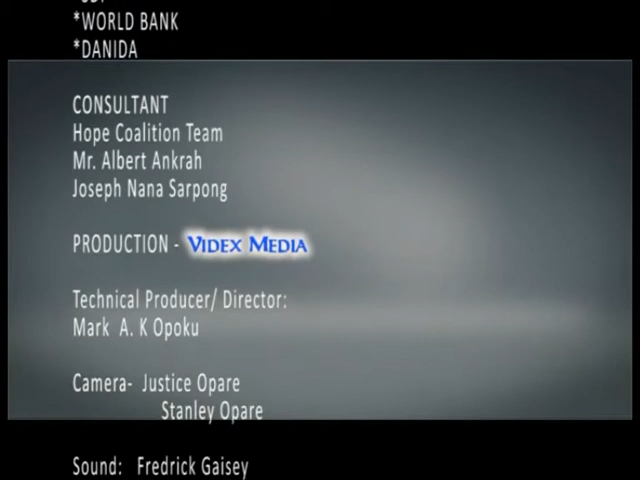 *WORLD BANK
*DANIDA
CONSULTANT
Hope Coalition Team
Mr. Albert Ankrah
Joseph Nana Sarpong
PRODUCTION - VIDEX MEDIA
Technical Producer/ Director:
Mark A. K Opoku
Camera- Justice Opare
Stanley Opare
Sound: Fredrick Gaisey